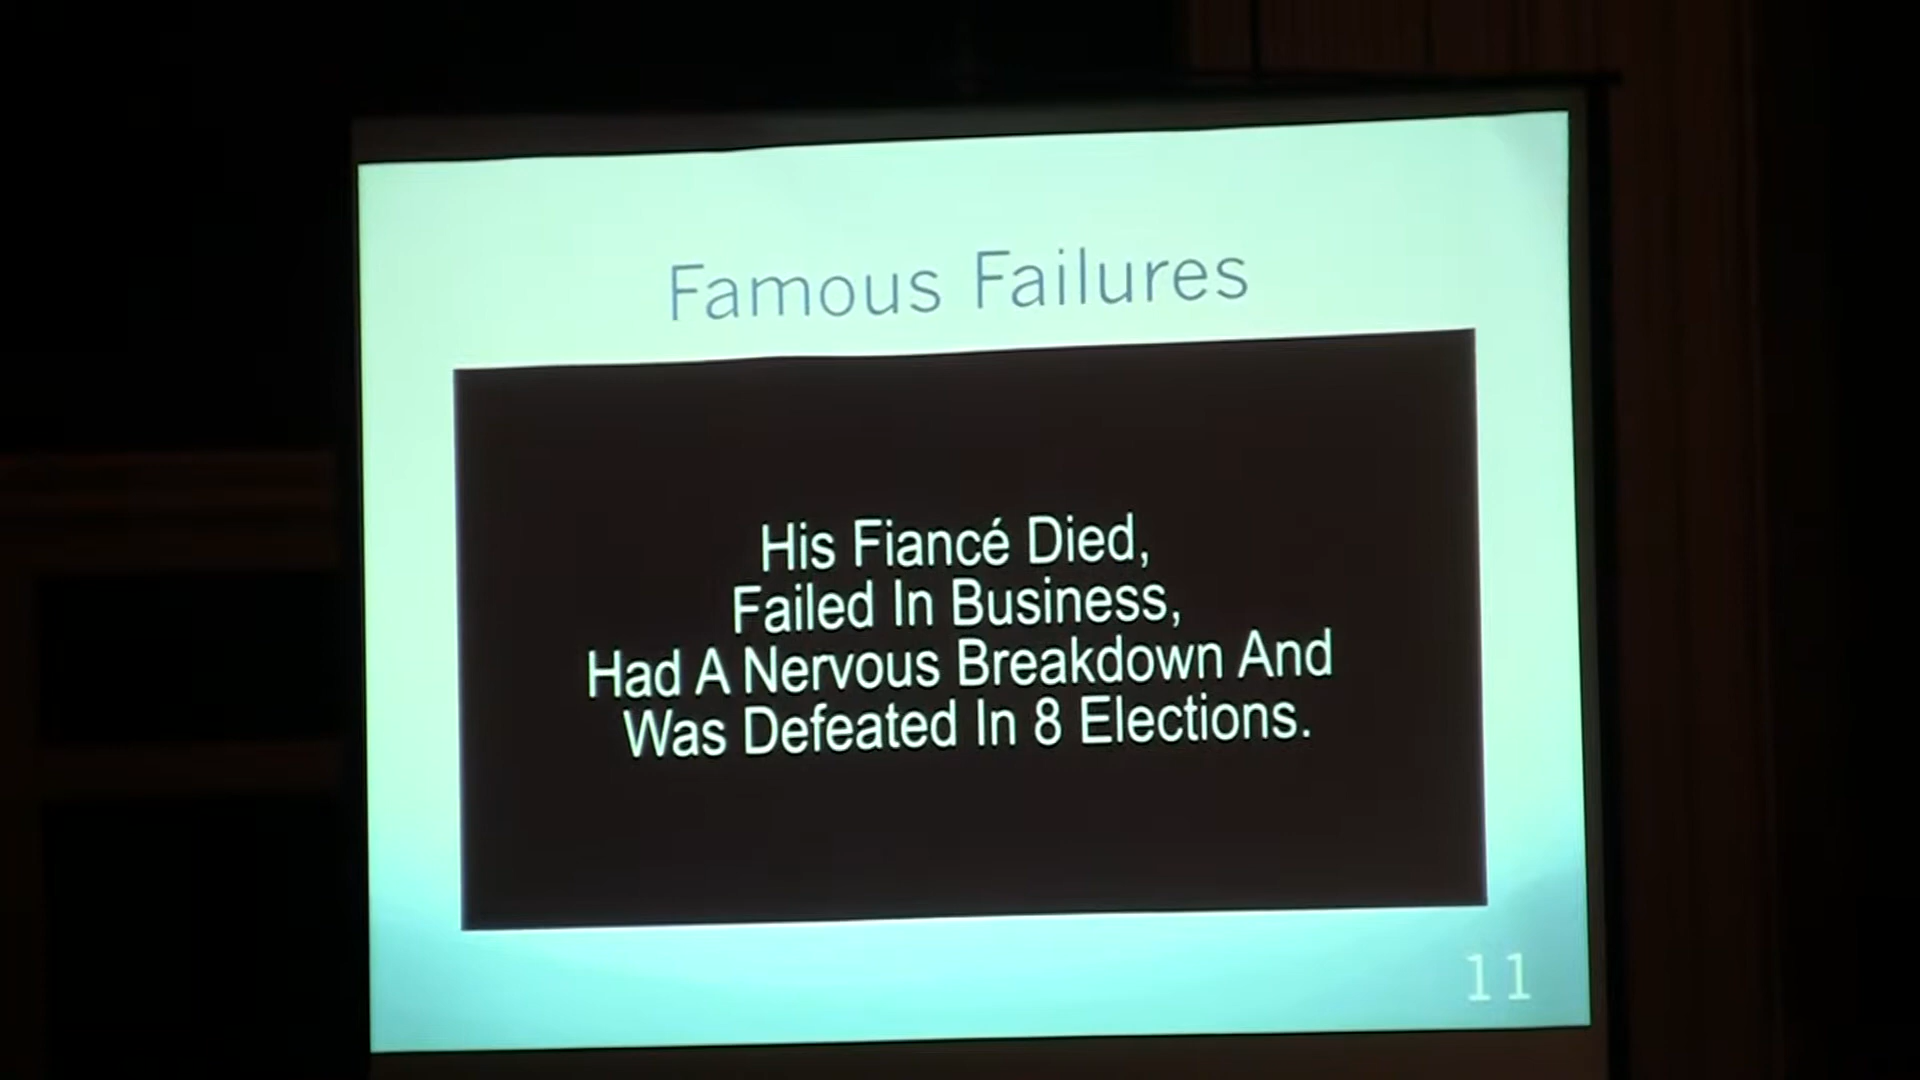 Famous Failures
His Fiancé Died,
Failed In Business,
Had A Nervous Breakdown And
Was Defeated In 8 Elections.
11